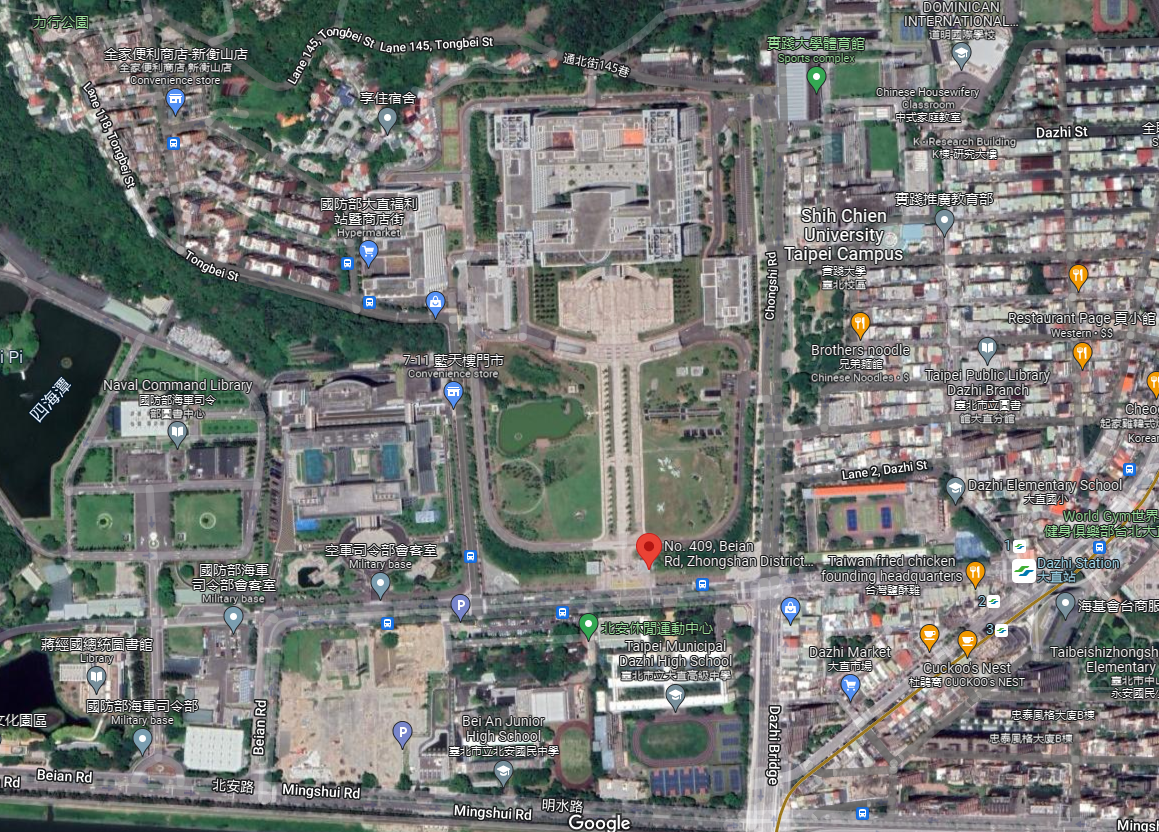 力行公園
全家便利商店-新衡山店
全家便利商店 新衡山店
Convenience store
Lane 145, Tongbei St
Lane 145, Tongbei St
通北街145巷
Lane 118, Tongbei St
享住宿舍
實踐大學體育館
Sports complex
DOMINICAN
INTERNATIONAL...
道明國際學校
Chinese Housewifery
Classroom
中式家庭教室
Dazhi St
K - Research Building
K棟-研究大樓
國防部大直福利
站暨商店街
Hypermarket
Tongbei St
Shih Chien
University
Taipei Campus
實踐大學
臺北校區
實踐推廣教育部
Chongshi Rd
Restaurant Page 頁小館
Western • $$
Brothers noodle
兄弟麵館
Chinese Noodles • $
Taipei Public Library
Dazhi Branch
臺北市立圖書
館大直分館
四海潭
Naval Command Library
國防部海軍司令
部圖書中心
7-11 藍天樓門市
Convenience store
Lane 2, Dazhi St
Dazhi Elementary School
大直國小
World Gym世界
健身俱樂部台北大
1
Dazhi Station
大直站
2
3
No. 409, Beian
Rd, Zhongshan District...
Taiwan fried chicken
founding headquarters
台灣鹽酥雞
空軍司令部會客室
Military base
國防部海軍
司令部會客室
Military base
P
北安休閒運動中心
海基會台商服
蔣經國總統圖書館
Library
Taipei Municipal
Dazhi High School
臺北市立大直高級中學
Dazhi Market
大直市場
Cuckoo's Nest
杜鵑窩 CUCKOO's NEST
Taibeishizhongsh
Elementary
臺北市中山
永安國民
國防部海軍司令部
Military base
文化園區
Beian Rd
P
Bei An Junior
High School
臺北市立北安國民中學
Dazhi Bridge
忠泰風格大廈B棟
忠泰風格大廈B棟
Rd
Beian Rd
北安路
Mingshui Rd
Mingshui Rd
明水路
Google
Mingsh